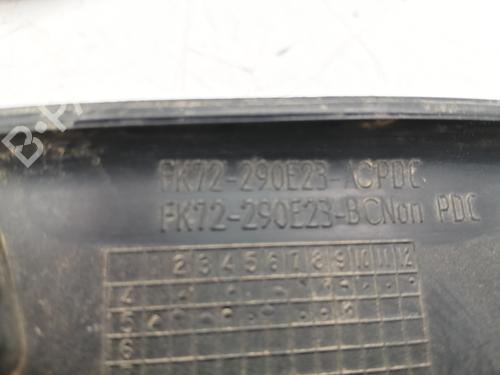 FK72-290E23-ACPDC
FK72-290E23-BCNon PDC
1 2 3 4 5 6 7 8 9 10 11 12
4
5
6